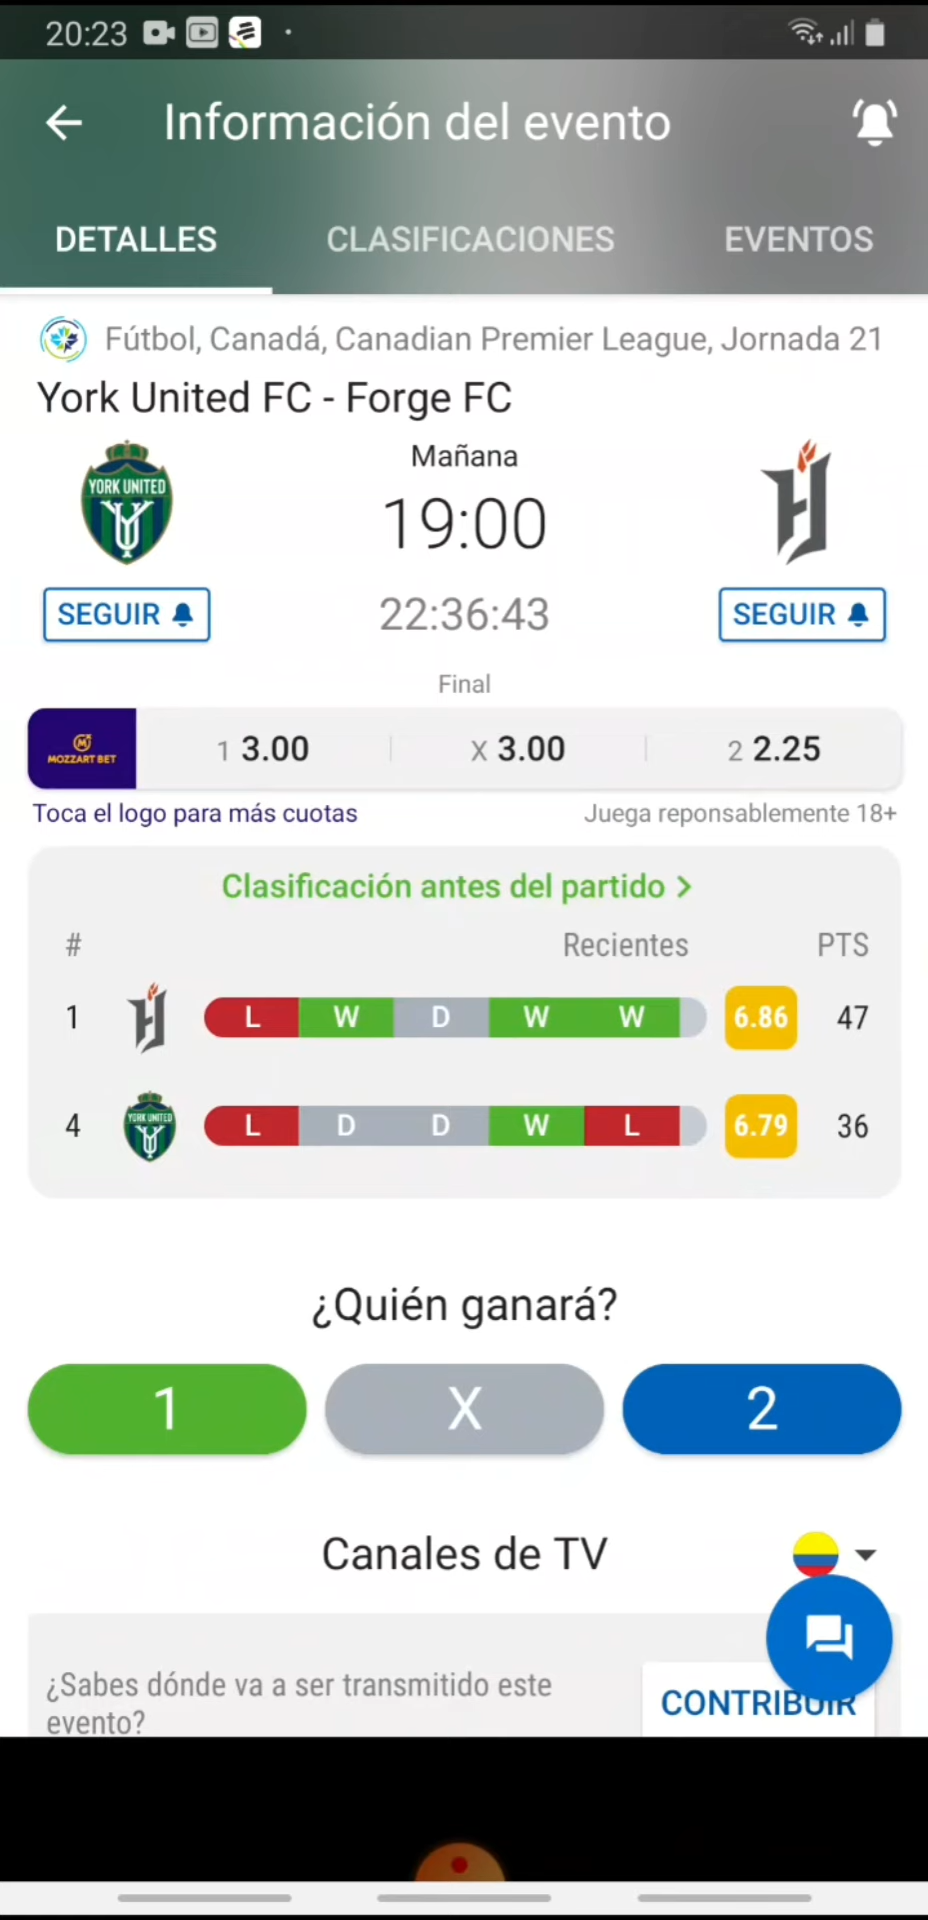 20:23
Información del evento
DETALLES CLASIFICACIONES EVENTOS
Fútbol, Canadá, Canadian Premier League, Jornada 21
York United FC - Forge FC
YORK UNITED
Mañana
19:00
SEGUIR 22:36:43 SEGUIR
Final
MOZZART BET 1 3.00 X 3.00 2 2.25
Toca el logo para más cuotas Juega reponsablemente 18+
Clasificación antes del partido >
# Recientes PTS
1 L W D W W 6.86 47
4 YORK UNITED L D D W L 6.79 36
¿Quién ganará?
1 X 2
Canales de TV
¿Sabes dónde va a ser transmitido este
evento?
CONTRIBUIR